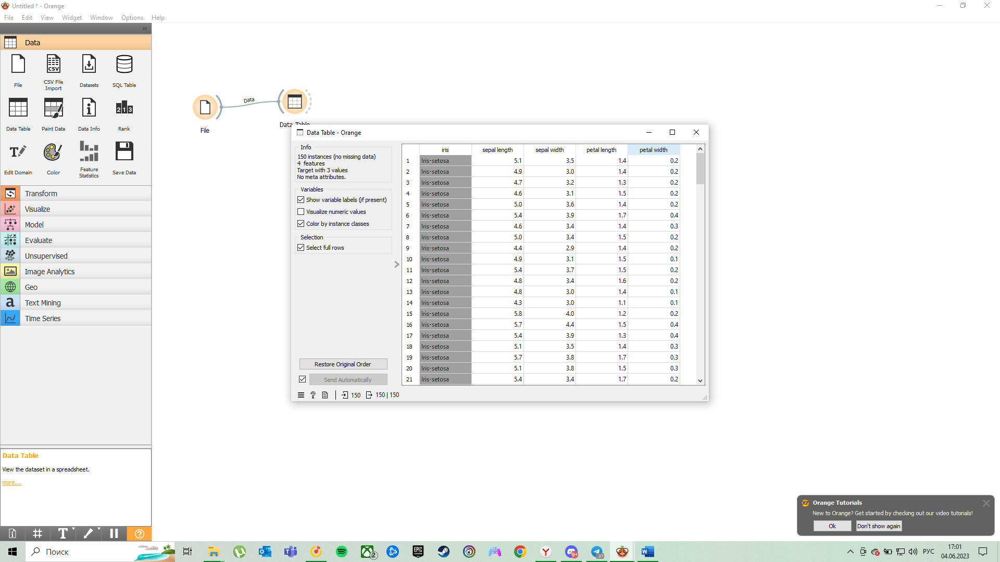 Untitled * - Orange
File Edit View Widget Window Options Help
Data
File CSV File Import Datasets SQL Table
Data Table Paint Data Data Info Rank
Edit Domain Color Feature Statistics Save Data
Transform
Visualize
Model
Evaluate
Unsupervised
Image Analytics
Geo
Text Mining
Time Series
Data Table
View the dataset in a spreadsheet.
more...
Data
File
Data Table
Data Table - Orange
Info
150 instances (no missing data)
4 features
Target with 3 values
No meta attributes.
Variables
Show variable labels (if present)
Visualize numeric values
Color by instance classes
Selection
Select full rows
Restore Original Order
Send Automatically
150 150 | 150
iris sepal length sepal width petal length petal width
1 Iris-setosa 5.1 3.5 1.4 0.2
2 Iris-setosa 4.9 3.0 1.4 0.2
3 Iris-setosa 4.7 3.2 1.3 0.2
4 Iris-setosa 4.6 3.1 1.5 0.2
5 Iris-setosa 5.0 3.6 1.4 0.2
6 Iris-setosa 5.4 3.9 1.7 0.4
7 Iris-setosa 4.6 3.4 1.4 0.3
8 Iris-setosa 5.0 3.4 1.5 0.2
9 Iris-setosa 4.4 2.9 1.4 0.2
10 Iris-setosa 4.9 3.1 1.5 0.1
11 Iris-setosa 5.4 3.7 1.5 0.2
12 Iris-setosa 4.8 3.4 1.6 0.2
13 Iris-setosa 4.8 3.0 1.4 0.1
14 Iris-setosa 4.3 3.0 1.1 0.1
15 Iris-setosa 5.8 4.0 1.2 0.2
16 Iris-setosa 5.7 4.4 1.5 0.4
17 Iris-setosa 5.4 3.9 1.3 0.4
18 Iris-setosa 5.1 3.5 1.4 0.3
19 Iris-setosa 5.7 3.8 1.7 0.3
20 Iris-setosa 5.1 3.8 1.5 0.3
21 Iris-setosa 5.4 3.4 1.7 0.2
Orange Tutorials
New to Orange? Get started by checking out our video tutorials!
Ok Don't show again
Поиск
РУС 17:01
04.06.2023